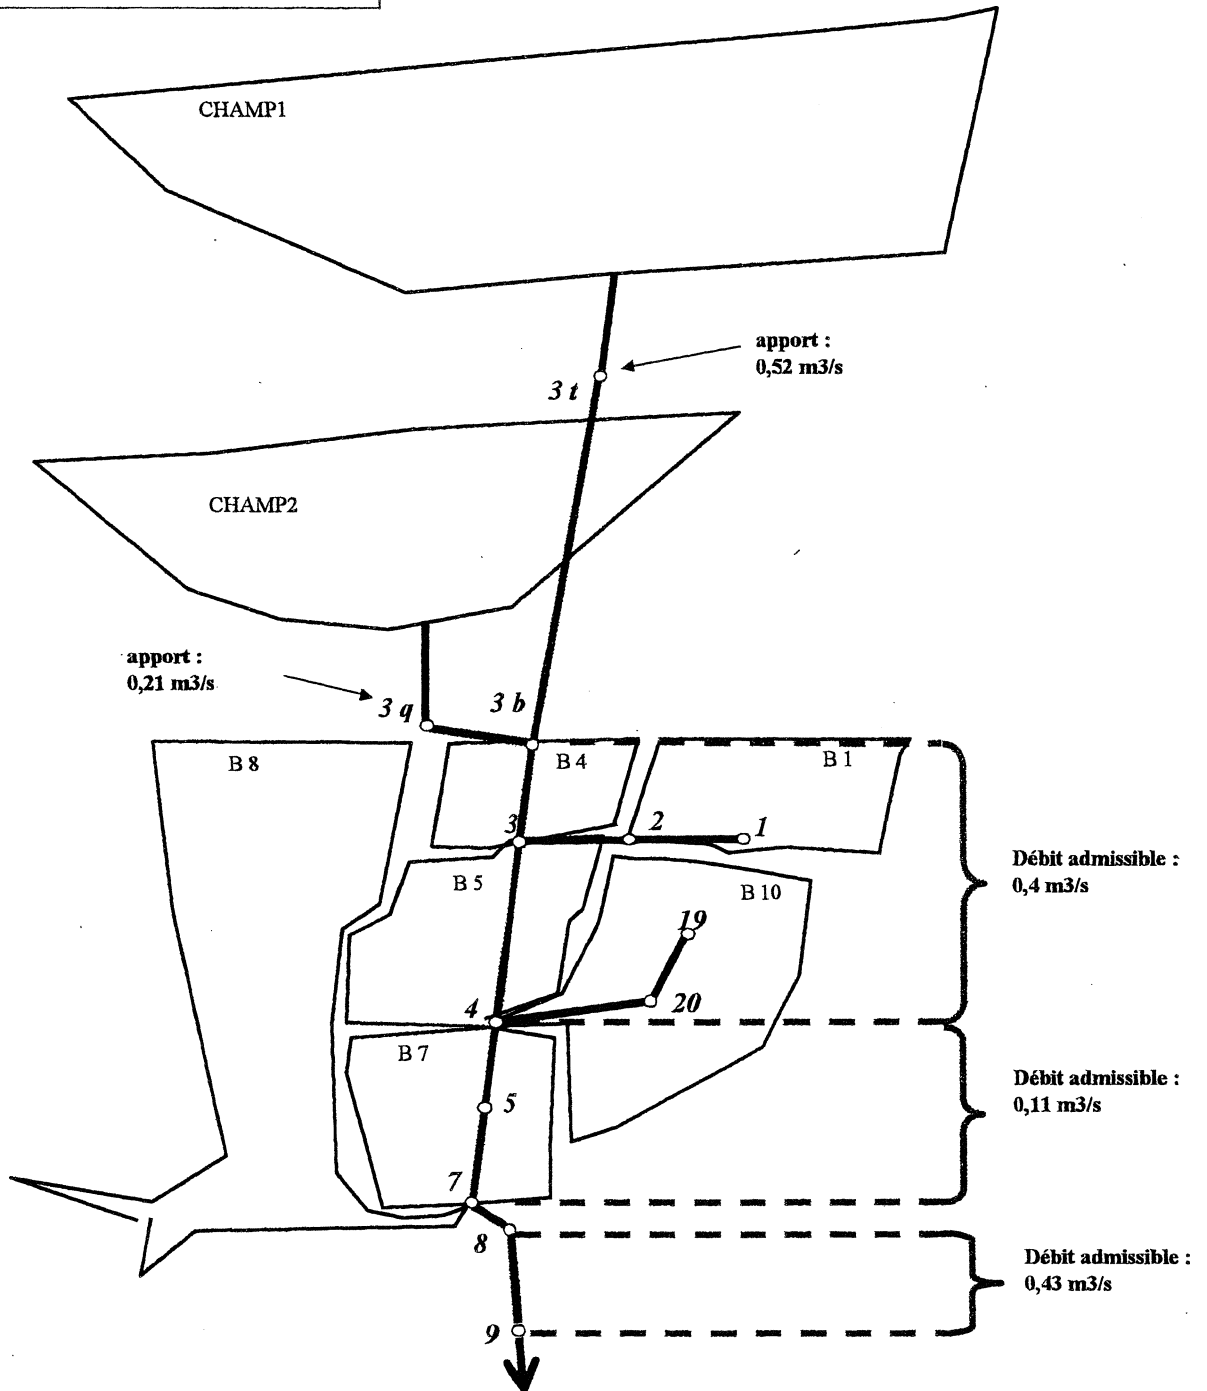 CHAMP1
apport :
0,52 m3/s
3 t
CHAMP2
apport :
0,21 m3/s
3 q
3 b
B 8
B 4
B 1
3
2
1
Débit admissible :
0,4 m3/s
B 5
B 10
19
20
4
B 7
Débit admissible :
0,11 m3/s
5
7
8
Débit admissible :
0,43 m3/s
9